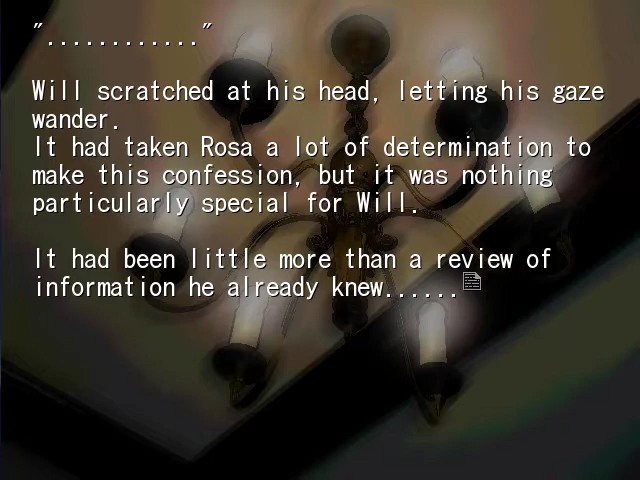 "............"
Will scratched at his head, letting his gaze
wander.
It had taken Rosa a lot of determination to
make this confession, but it was nothing
particularly special for Will.
It had been little more than a review of
information he already knew......